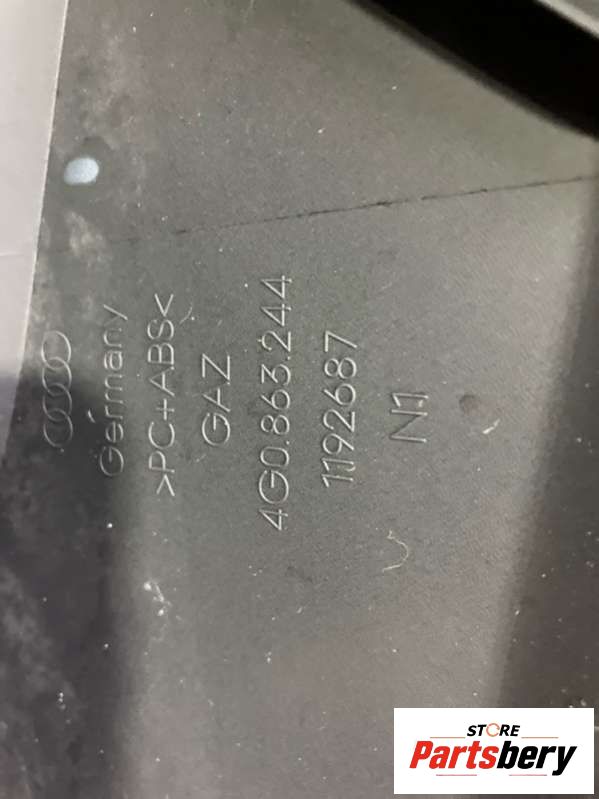 Germany
>PC+ABS<
GAZ
4G0.863.244
1192687
N1
STORE
Partsbery